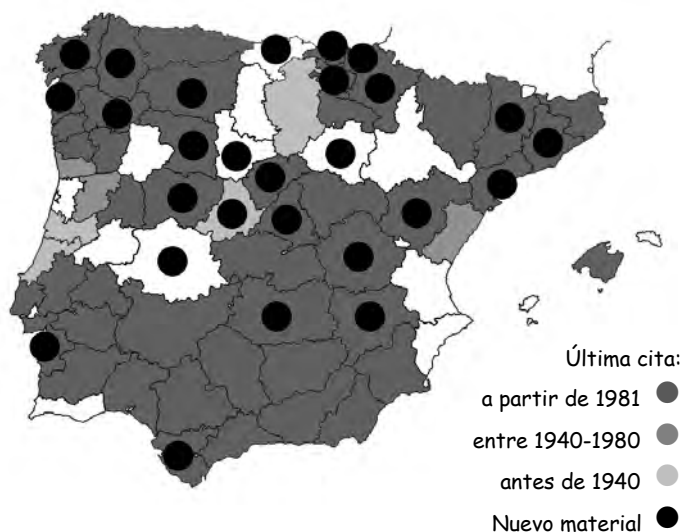 Última cita:
a partir de 1981
entre 1940-1980
antes de 1940
Nuevo material